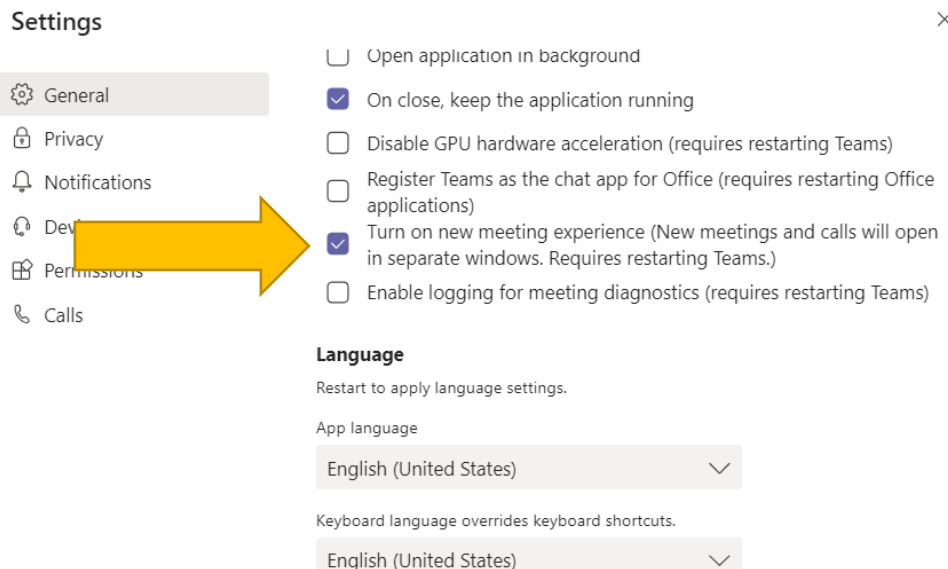 Settings
General
Privacy
Notifications
Permissions
Calls
Open application in background
On close, keep the application running
Disable GPU hardware acceleration (requires restarting Teams)
Register Teams as the chat app for Office (requires restarting Office
applications)
Turn on new meeting experience (New meetings and calls will open
in separate windows. Requires restarting Teams.)
Enable logging for meeting diagnostics (requires restarting Teams)
Language
Restart to apply language settings.
App language
English (United States)
Keyboard language overrides keyboard shortcuts.
English (United States)